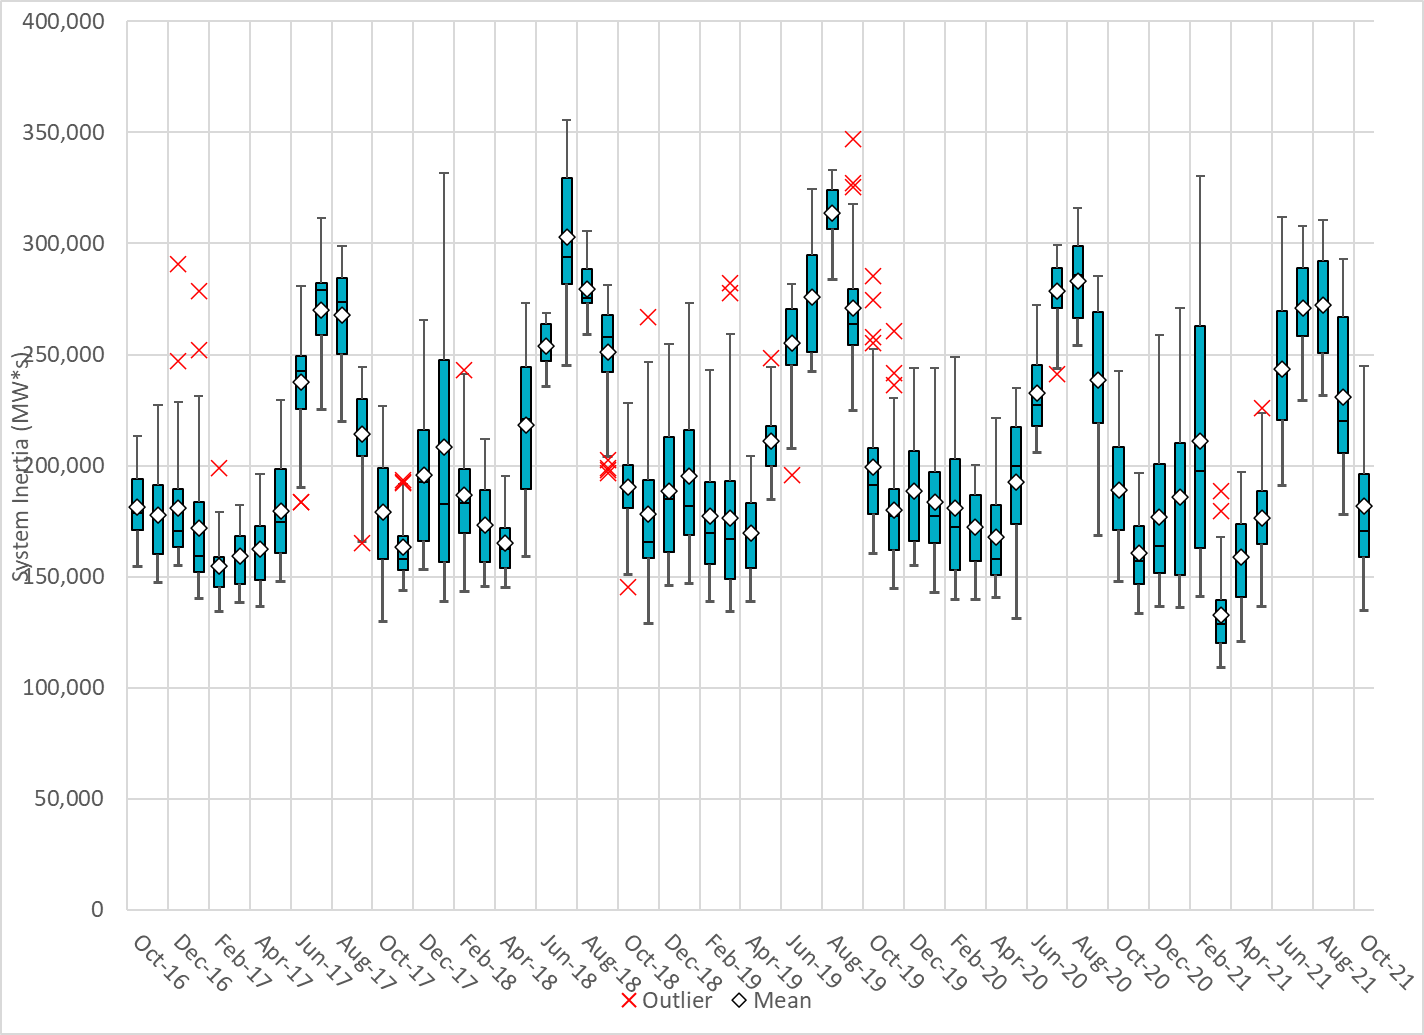 400,000
350,000
300,000
250,000
200,000
150,000
100,000
50,000
0
System Inertia (MW*s)
Oct-16
Dec-16
Feb-17
Apr-17
Jun-17
Aug-17
Oct-17
Dec-17
Feb-18
Apr-18
Jun-18
Aug-18
Oct-18
Dec-18
Feb-19
Apr-19
Jun-19
Aug-19
Oct-19
Dec-19
Feb-20
Apr-20
Jun-20
Aug-20
Oct-20
Dec-20
Feb-21
Apr-21
Jun-21
Aug-21
Oct-21
Outlier Mean